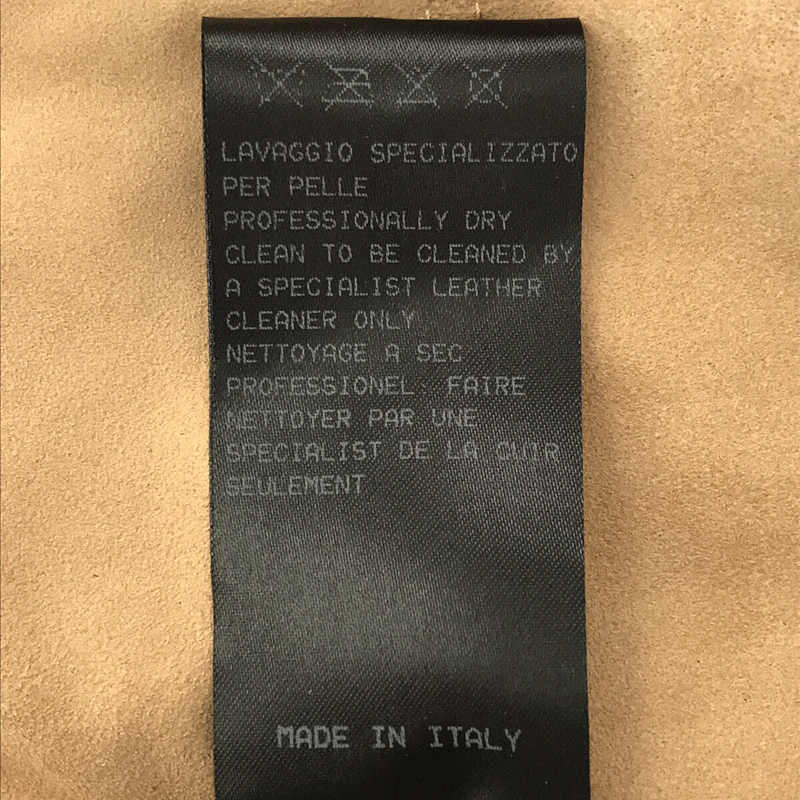 LAVAGGIO SPECIALIZZATO
PER PELLE
PROFESSIONALLY DRY
CLEAN TO BE CLEANED BY
A SPECIALIST LEATHER
CLEANER ONLY
NETTOYAGE A SEC
PROFESSIONEL FAIRE
NETTOYER PAR UNE
SPECIALIST DE LA CUIR
SEULEMENT
MADE IN ITALY